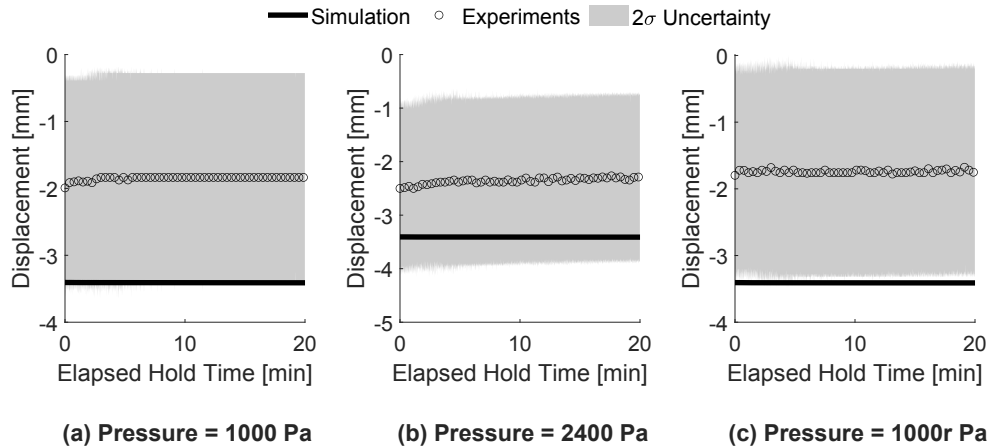 Simulation Experiments 2σ Uncertainty
0
-1
-2
-3
-4
0 10 20
Displacement [mm]
Elapsed Hold Time [min]
(a) Pressure = 1000 Pa
0
-1
-2
-3
-4
-5
0 10 20
Displacement [mm]
Elapsed Hold Time [min]
(b) Pressure = 2400 Pa
0
-1
-2
-3
-4
0 10 20
Displacement [mm]
Elapsed Hold Time [min]
(c) Pressure = 1000r Pa